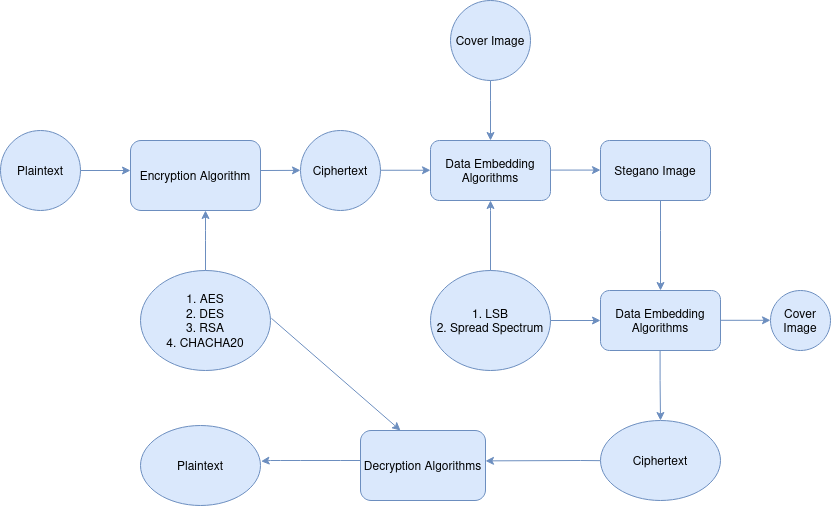 Cover Image
Plaintext
Encryption Algorithm
Ciphertext
Data Embedding
Algorithms
Stegano Image
1. AES
2. DES
3. RSA
4. CHACHA20
1. LSB
2. Spread Spectrum
Data Embedding
Algorithms
Cover
Image
Plaintext
Decryption Algorithms
Ciphertext